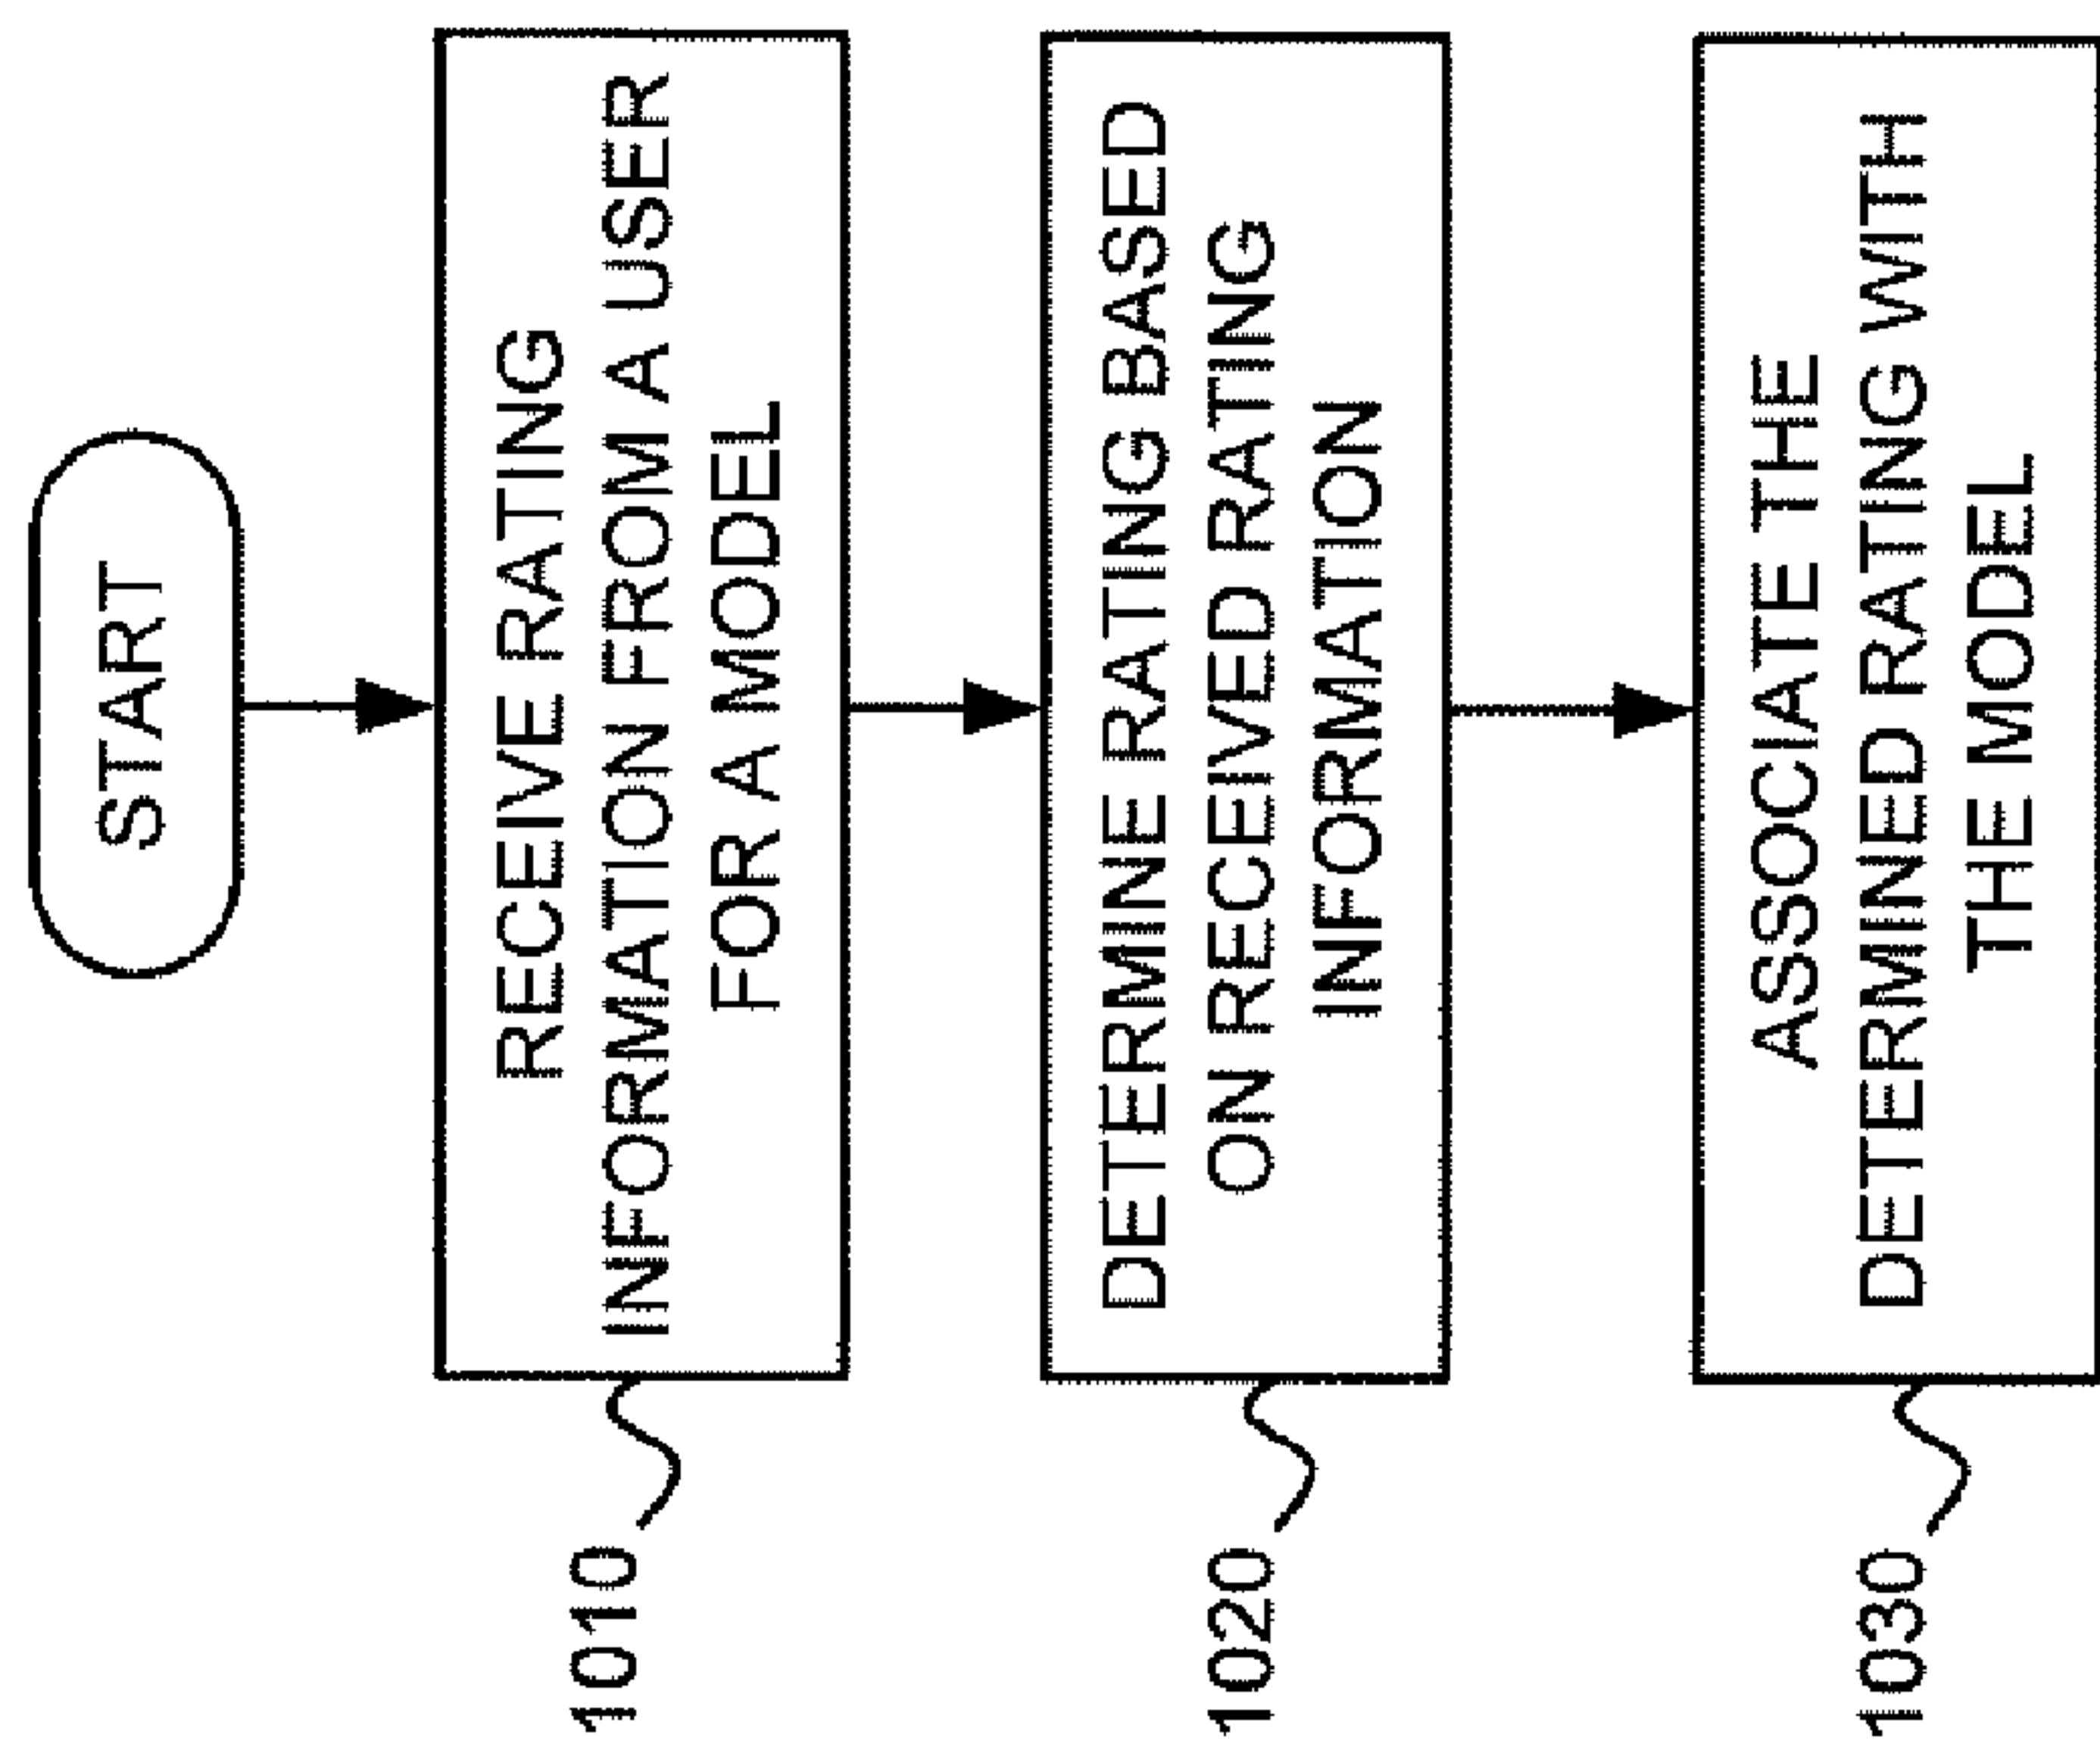 START
RECEIVE RATING
INFORMATION FROM A USER
FOR A MODEL
1010
DETERMINE RATING BASED
ON RECEIVED RATING
INFORMATION
1020
ASSOCIATE THE
DETERMINED RATING WITH
THE MODEL
1030